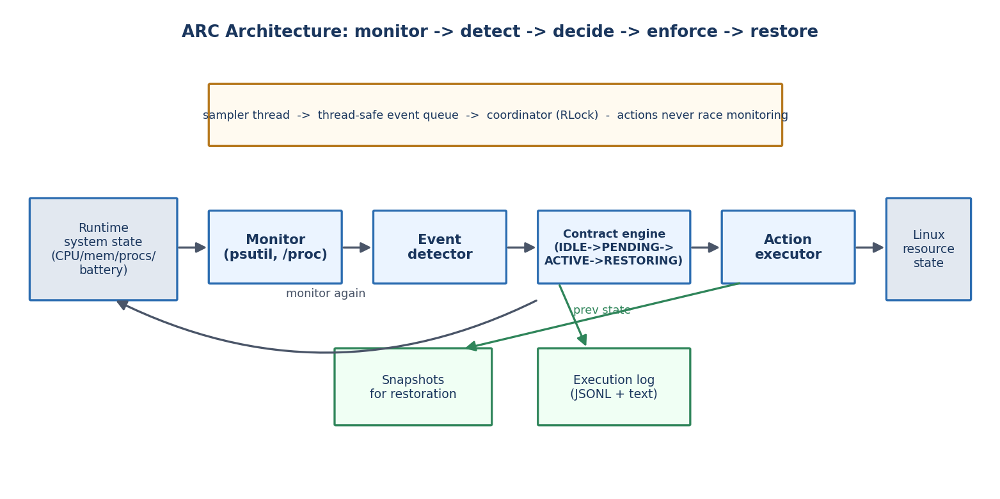 ARC Architecture: monitor -> detect -> decide -> enforce -> restore
sampler thread -> thread-safe event queue -> coordinator (RLock) - actions never race monitoring
Runtime
system state
(CPU/mem/procs/
battery)
Monitor
(psutil, /proc)
Event
detector
Contract engine
(IDLE->PENDING->
ACTIVE->RESTORING)
Action
executor
Linux
resource
state
monitor again
prev state
Snapshots
for restoration
Execution log
(JSONL + text)